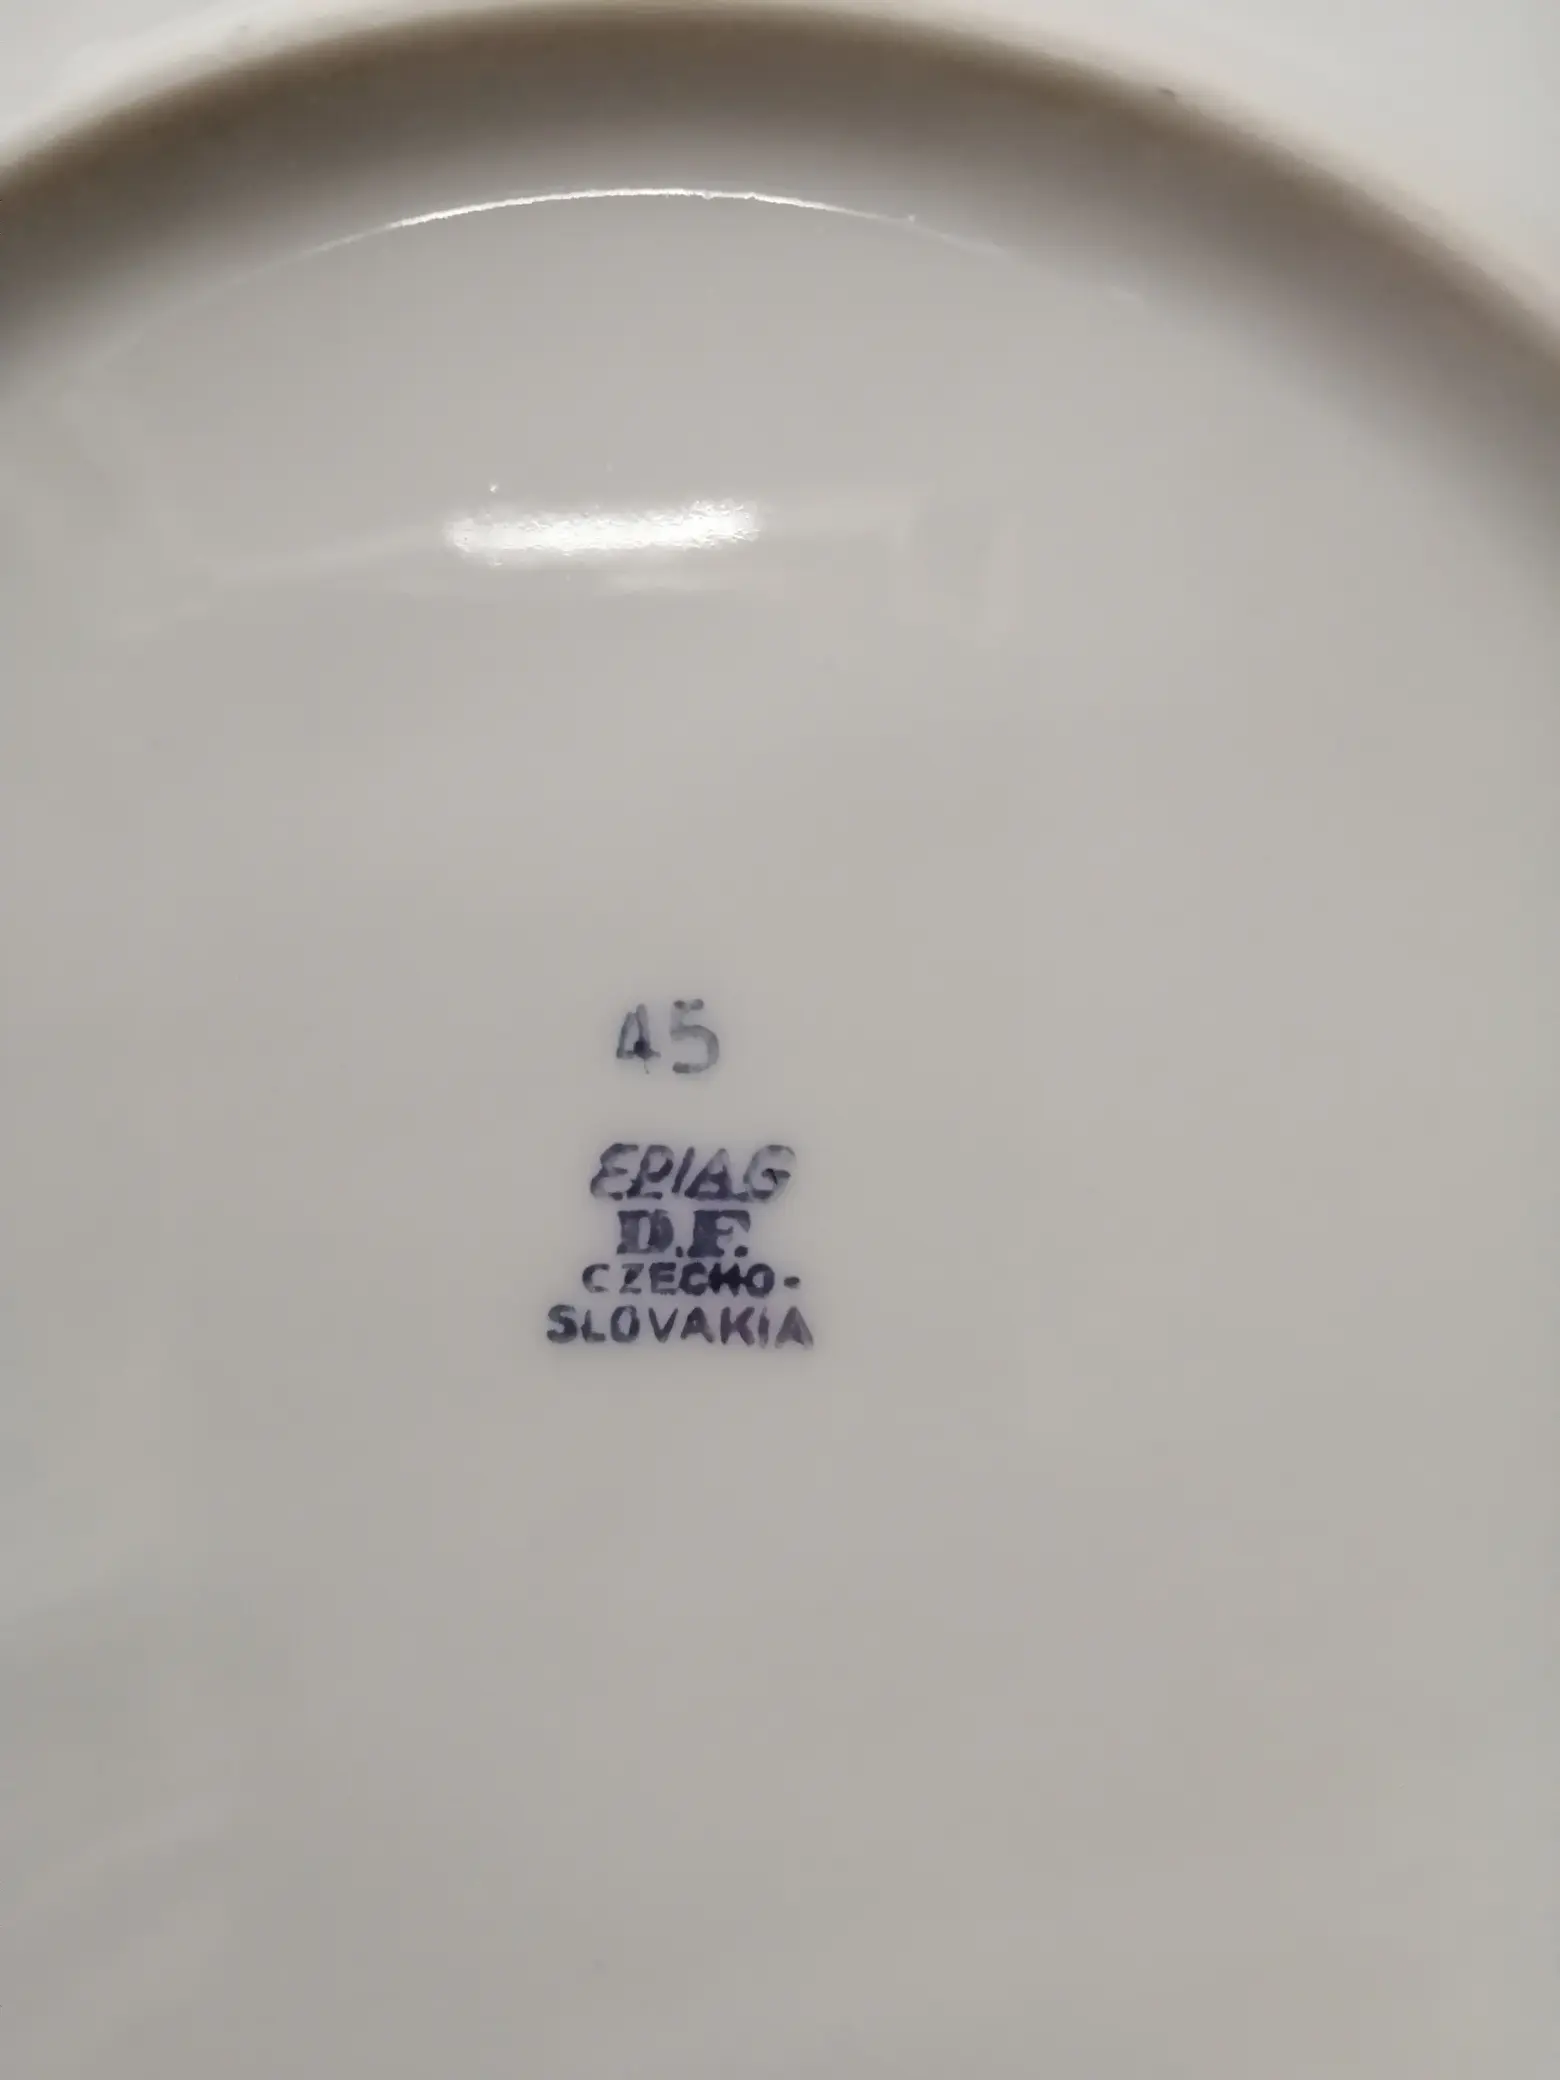 45
EPIAG
D.F.
CZECHO-
SLOVAKIA